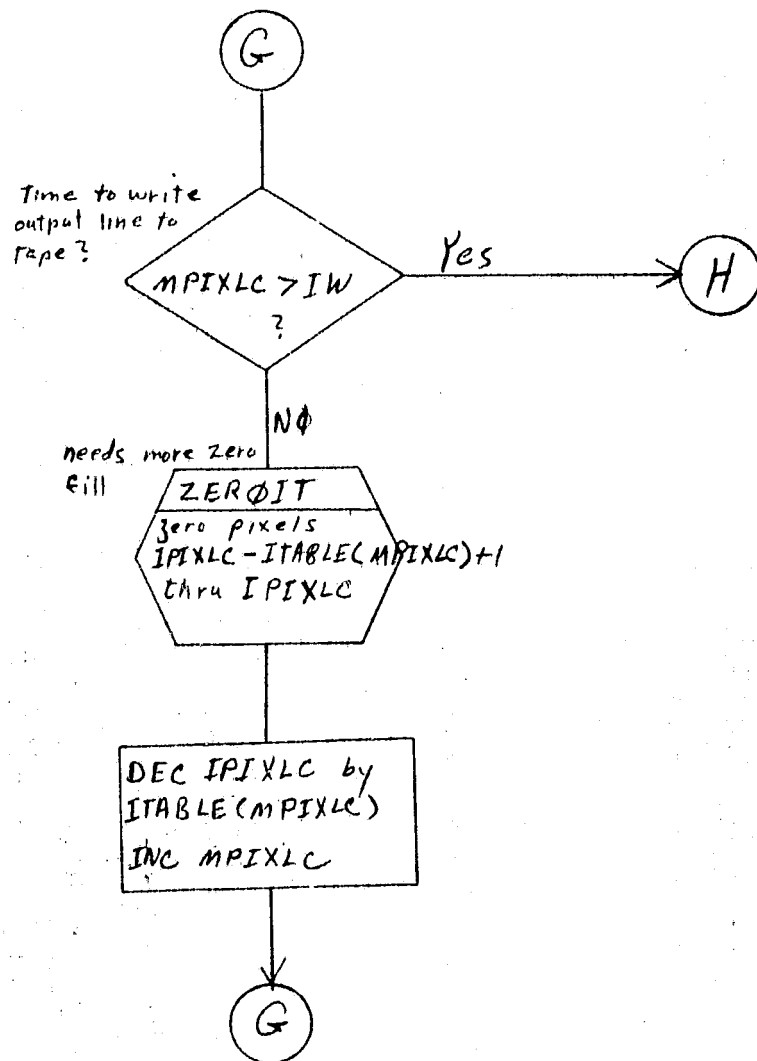 G
Time to write
output line to
tape?
MPIXLC > IW
?
Yes
H
NØ
needs more zero
fill
ZERØIT
zero pixels
IPIXLC - ITABLE(MPIXLC)+1
thru IPIXLC
DEC IPIXLC by
ITABLE(MPIXLC)
INC MPIXLC
G